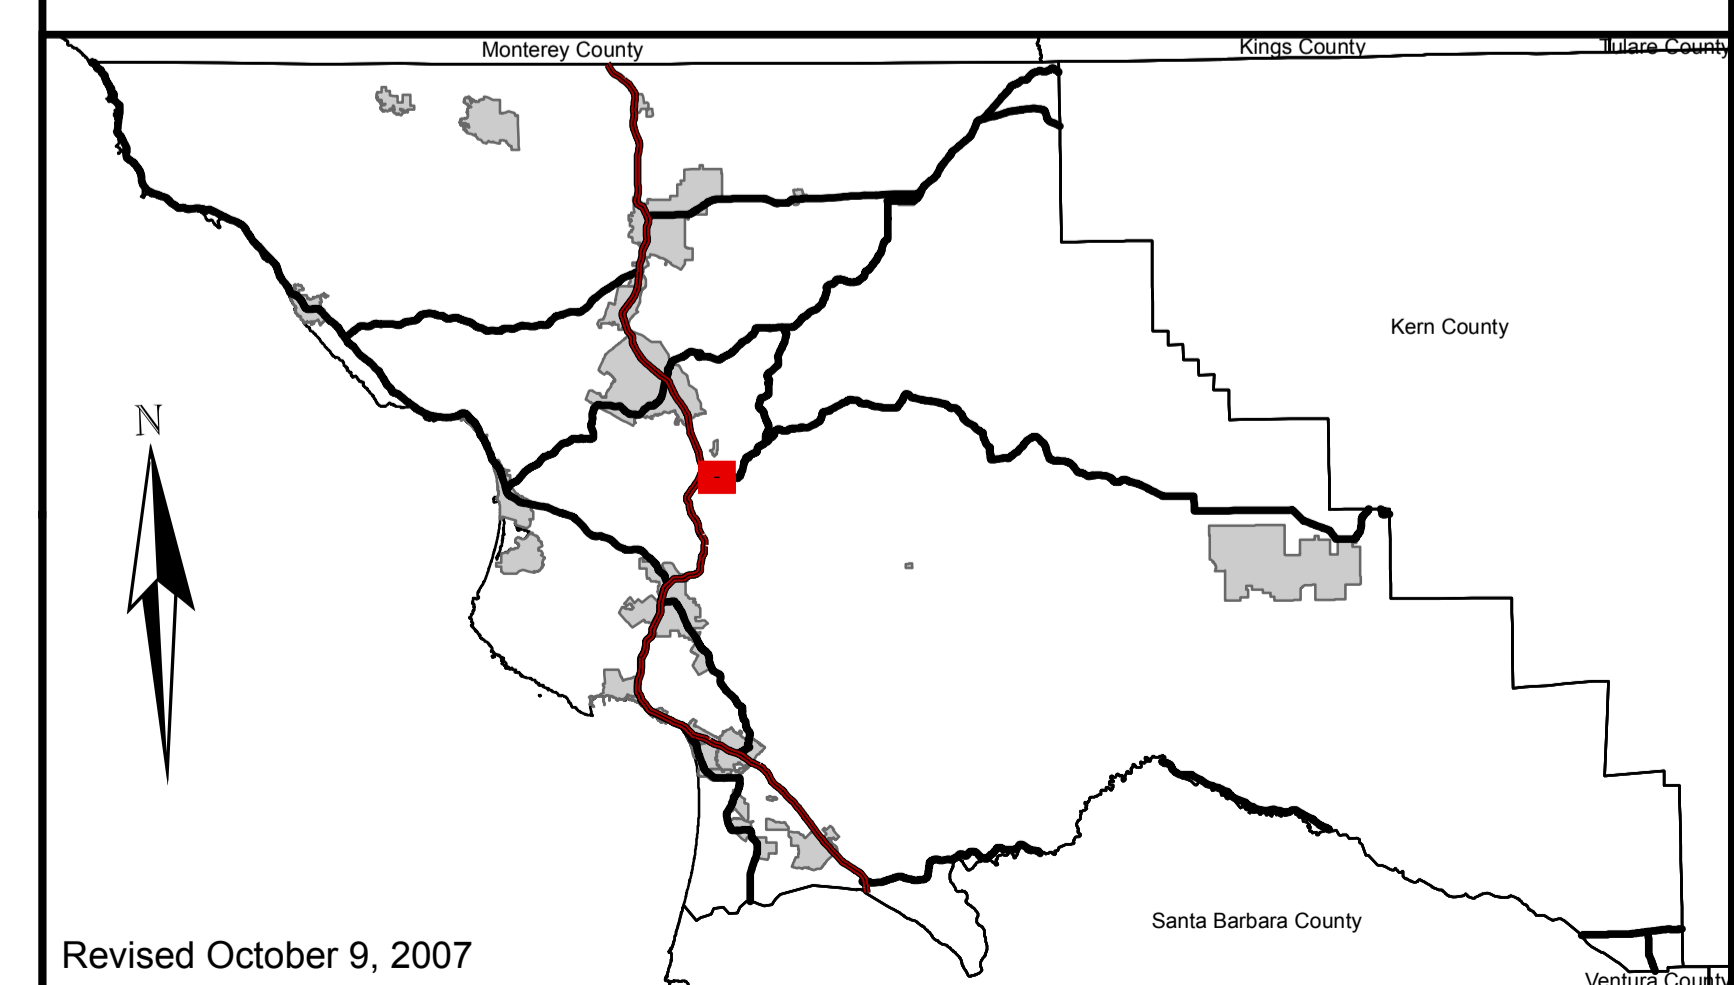 Monterey County
Kings County
Tulare County
Kern County
N
Santa Barbara County
Revised October 9, 2007
Ventura County